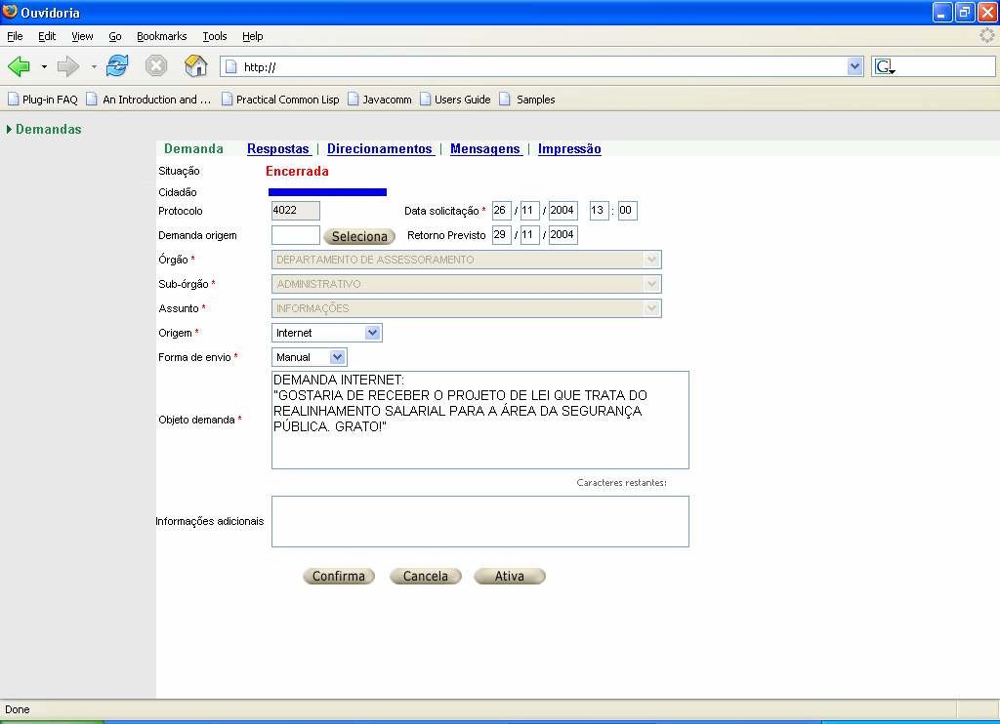 Ouvidoria
File Edit View Go Bookmarks Tools Help
http:// G
Plug-in FAQ An Introduction and ... Practical Common Lisp Javacomm Users Guide Samples
Demandas
Demanda Respostas | Direcionamentos | Mensagens | Impressão
Situação Encerrada
Cidadão
Protocolo 4022 Data solicitação * 26 / 11 / 2004 13 : 00
Demanda origem Seleciona Retorno Previsto 29 / 11 / 2004
Órgão * DEPARTAMENTO DE ASSESSORAMENTO
Sub-órgão * ADMINISTRATIVO
Assunto * INFORMAÇÕES
Origem * Internet
Forma de envio * Manual
Objeto demanda *
DEMANDA INTERNET:
"GOSTARIA DE RECEBER O PROJETO DE LEI QUE TRATA DO
REALINHAMENTO SALARIAL PARA A ÁREA DA SEGURANÇA
PÚBLICA. GRATO!"
Caracteres restantes:
Informações adicionais
Confirma Cancela Ativa
Done